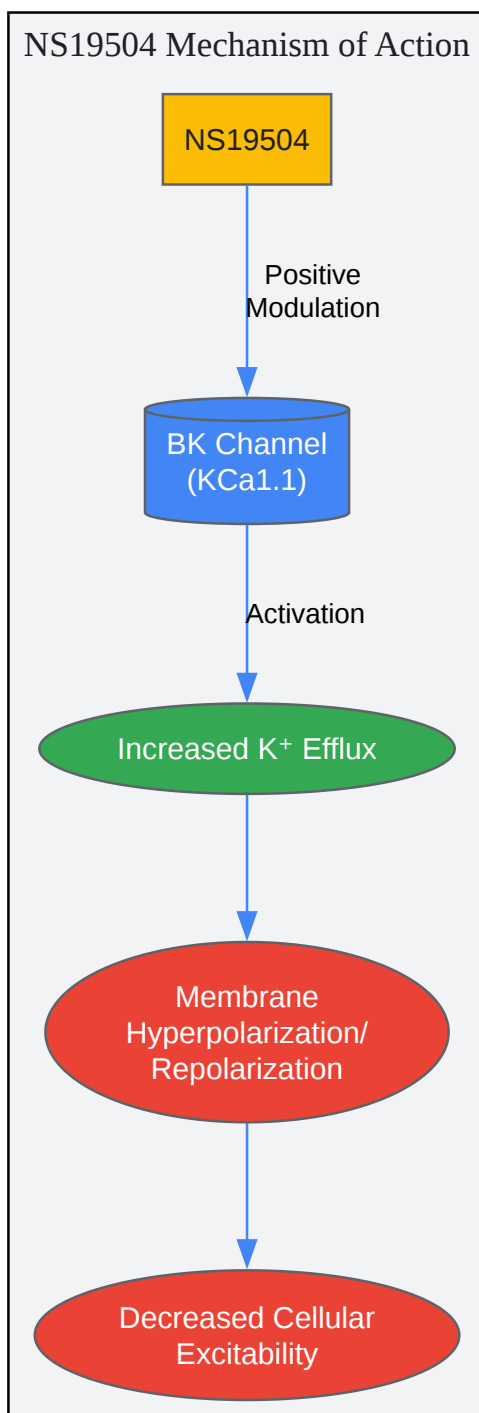 NS19504 Mechanism of Action
NS19504
Positive
Modulation
BK Channel
(KCa1.1)
Activation
Increased K⁺ Efflux
Membrane
Hyperpolarization/
Repolarization
Decreased Cellular
Excitability